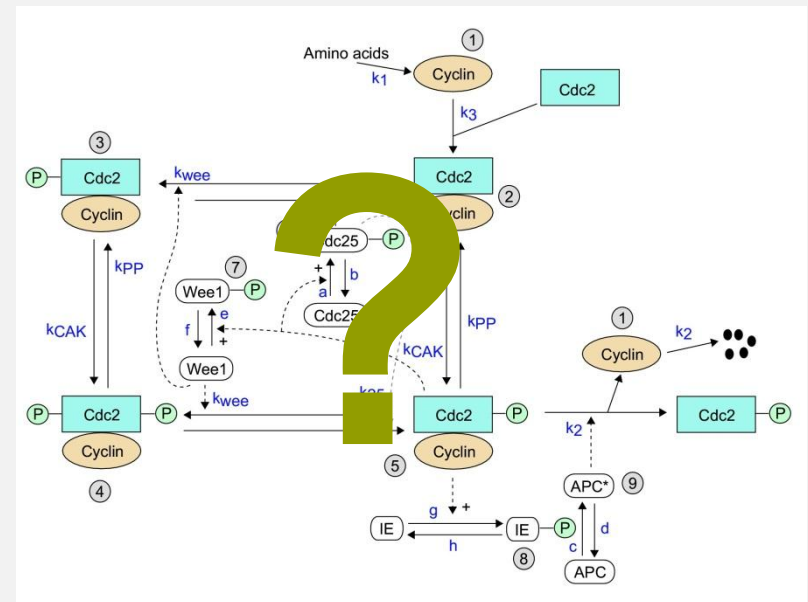 1
Amino acids
Cyclin
k1
Cdc2
k3
3
P
Cdc2
kwee
Cdc2
2
Cyclin
P
7
+
b
kPP
Wee1
P
a
kPP
e
Cdc25
1
f
+
kCAK
kCAK
Cyclin
k2
Wee1
kwee
P
Cdc2
P
Cdc2
P
Cdc2
P
k2
Cyclin
Cyclin
5
4
APC*
9
g
+
IE
IE
P
d
h
c
8
APC